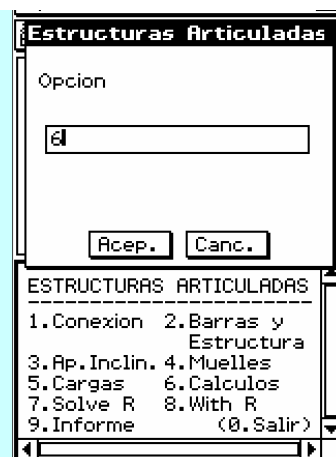 Estructuras Articuladas
Opcion
6
Acep. Canc.
ESTRUCTURAS ARTICULADAS
-----------------------
1.Conexion 2.Barras y
Estructura
3.Ap.Inclin. 4.Muelles
5.Cargas 6.Calculos
7.Solve R 8.With R
9.Informe (0.Salir)